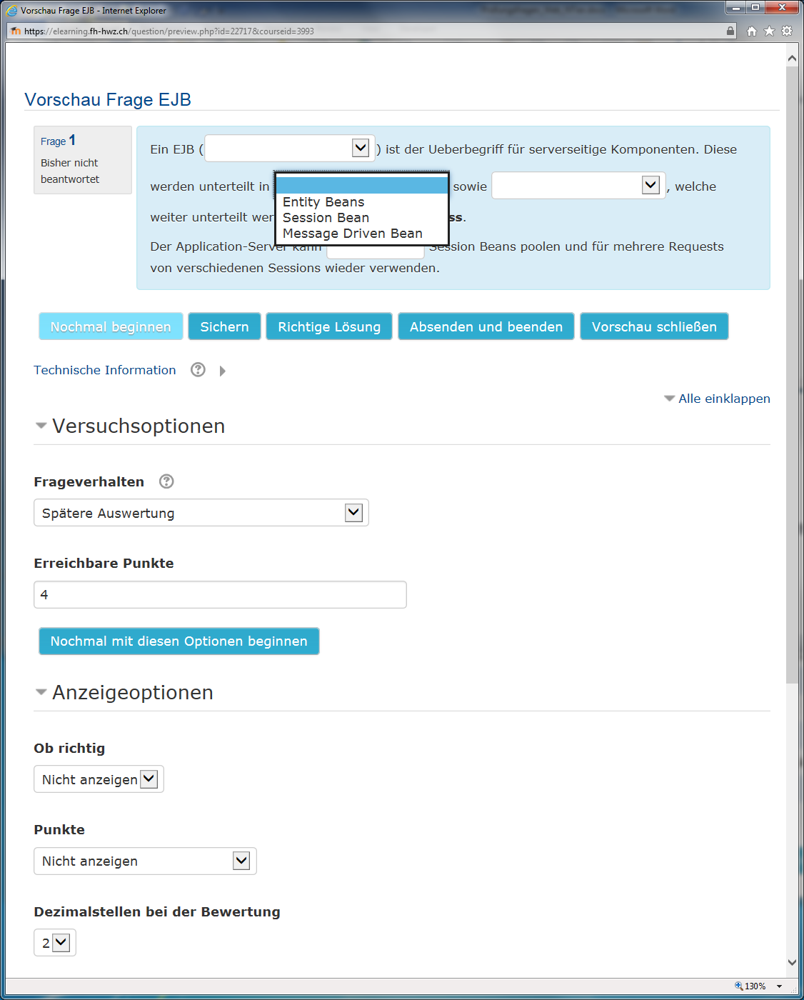 Vorschau Frage EJB - Internet Explorer
https://elearning.fh-hwz.ch/question/preview.php?id=22717&courseid=3993
Vorschau Frage EJB
Frage 1
Bisher nicht
beantwortet
Ein EJB ( ) ist der Ueberbegriff für serverseitige Komponenten. Diese
werden unterteilt in sowie , welche
Entity Beans
Session Bean
Message Driven Bean
weiter unterteilt wer ss.
Der Application-Server kann Session Beans poolen und für mehrere Requests
von verschiedenen Sessions wieder verwenden.
Nochmal beginnen Sichern Richtige Lösung Absenden und beenden Vorschau schließen
Technische Information
Alle einklappen
Versuchsoptionen
Frageverhalten
Spätere Auswertung
Erreichbare Punkte
4
Nochmal mit diesen Optionen beginnen
Anzeigeoptionen
Ob richtig
Nicht anzeigen
Punkte
Nicht anzeigen
Dezimalstellen bei der Bewertung
2
130%